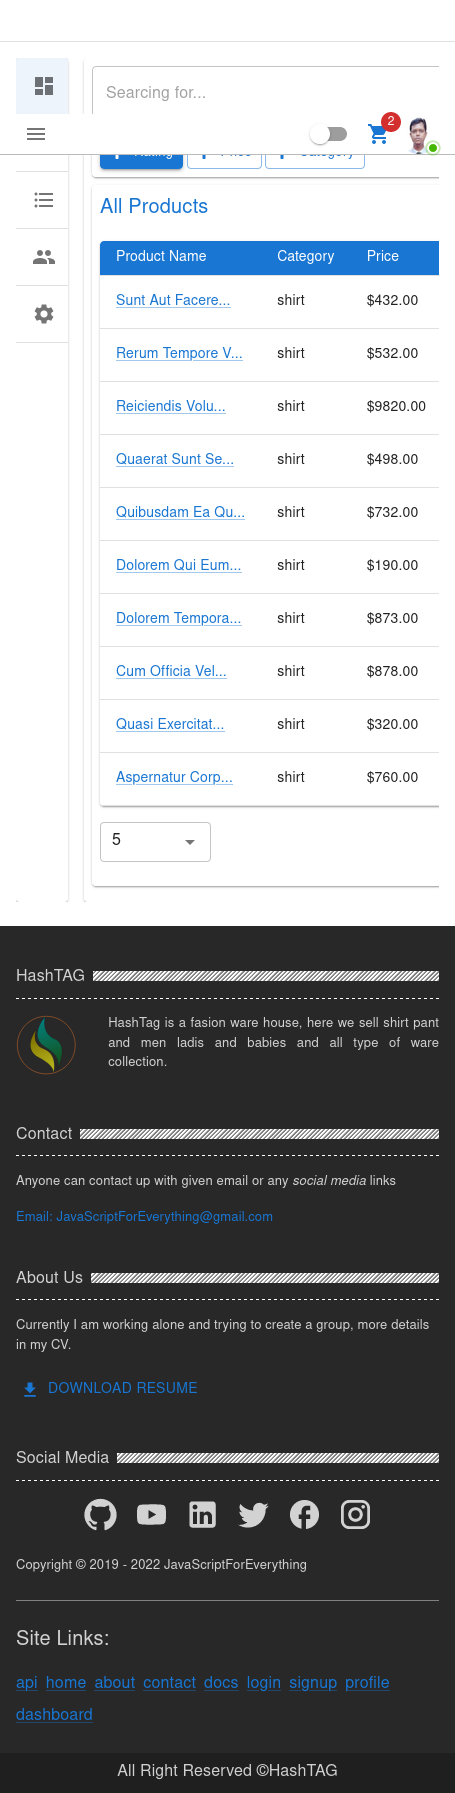 Searching for...
2
Rating
Price
Category
All Products
Product Name Category Price
Sunt Aut Facere... shirt $432.00
Rerum Tempore V... shirt $532.00
Reiciendis Volu... shirt $9820.00
Quaerat Sunt Se... shirt $498.00
Quibusdam Ea Qu... shirt $732.00
Dolorem Qui Eum... shirt $190.00
Dolorem Tempora... shirt $873.00
Cum Officia Vel... shirt $878.00
Quasi Exercitat... shirt $320.00
Aspernatur Corp... shirt $760.00
5
HashTAG
HashTag is a fasion ware house, here we sell shirt pant
and men ladis and babies and all type of ware
collection.
Contact
Anyone can contact up with given email or any social media links
Email: JavaScriptForEverything@gmail.com
About Us
Currently I am working alone and trying to create a group, more details
in my CV.
DOWNLOAD RESUME
Social Media
Copyright © 2019 - 2022 JavaScriptForEverything
Site Links:
api home about contact docs login signup profile
dashboard
All Right Reserved ©HashTAG